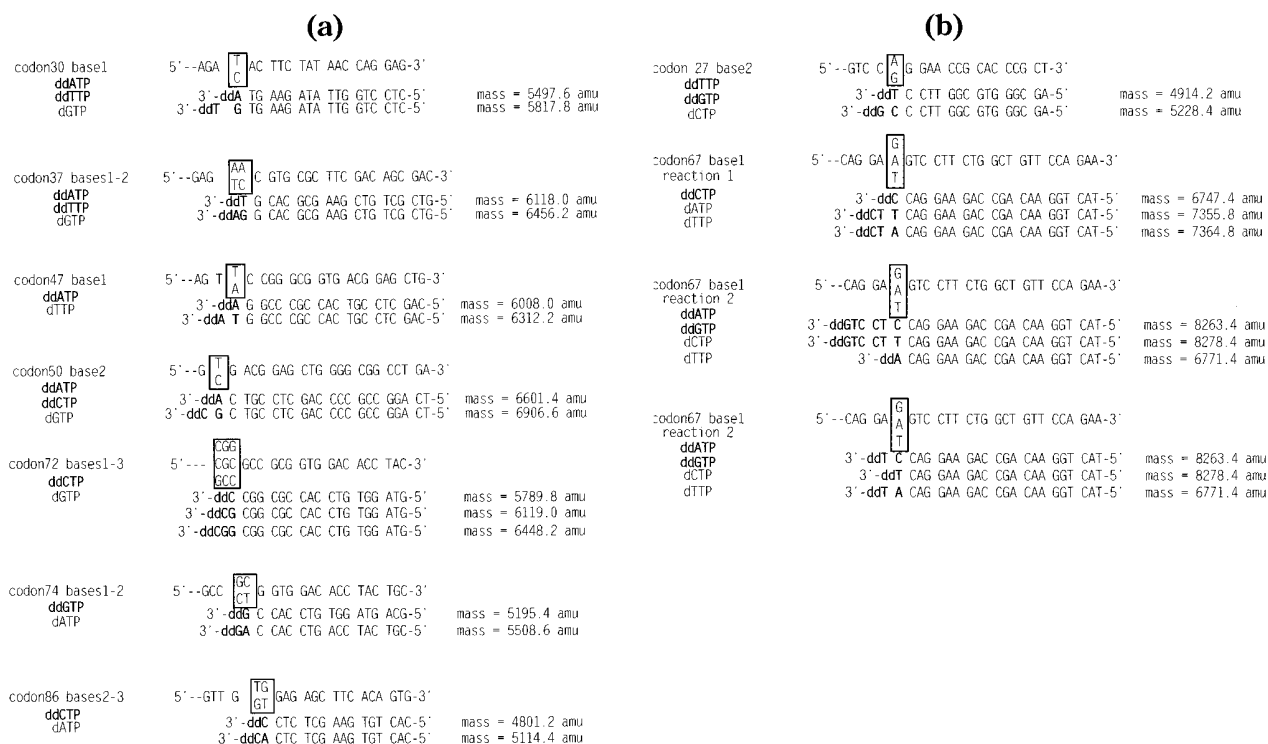 (a)
codon30 base1
5'--AGA T AC TTC TAT AAC CAG GAG-3'
C
ddATP
ddTTP
dGTP
3'-ddA TG AAG ATA TTG GTC CTC-5' mass = 5497.6 amu
3'-ddT G TG AAG ATA TTG GTC CTC-5' mass = 5817.8 amu
codon37 bases1-2
5'--GAG AA C GTG CGC TTC GAC AGC GAC-3'
TC
ddATP
ddTTP
dGTP
3'-ddT G CAC GCG AAG CTG TCG CTG-5' mass = 6118.0 amu
3'-ddAG G CAC GCG AAG CTG TCG CTG-5' mass = 6456.2 amu
codon47 base1
5'--AG T T C CGG GCG GTG ACG GAG CTG-3'
A
ddATP
dTTP
3'-ddA G GCC CGC CAC TGC CTC GAC-5' mass = 6008.0 amu
3'-ddA T G GCC CGC CAC TGC CTC GAC-5' mass = 6312.2 amu
codon50 base2
5'--G T G ACG GAG CTG GGG CGG CCT GA-3'
C
ddATP
ddCTP
dGTP
3'-ddA C TGC CTC GAC CCC GCC GGA CT-5' mass = 6601.4 amu
3'-ddC G C TGC CTC GAC CCC GCC GGA CT-5' mass = 6906.6 amu
codon72 bases1-3
CGG
5'--- CGC GCC GCG GTG GAC ACC TAC-3'
GCC
ddCTP
dGTP
3'-ddC CGG CGC CAC CTG TGG ATG-5' mass = 5789.8 amu
3'-ddCG CGG CGC CAC CTG TGG ATG-5' mass = 6119.0 amu
3'-ddCGG CGG CGC CAC CTG TGG ATG-5' mass = 6448.2 amu
codon74 bases1-2
5'--GCC GC G GTG GAC ACC TAC TGC-3'
CT
ddGTP
dATP
3'-ddG C CAC CTG TGG ATG ACG-5' mass = 5195.4 amu
3'-ddGA C CAC CTG ACC TAC TGC-5' mass = 5508.6 amu
codon86 bases2-3
5'--GTT G TG GAG AGC TTC ACA GTG-3'
GT
ddCTP
dATP
3'-ddC CTC TCG AAG TGT CAC-5' mass = 4801.2 amu
3'-ddCA CTC TCG AAG TGT CAC-5' mass = 5114.4 amu
(b)
codon 27 base2
5'--GTC C A G GAA CCG CAC CCG CT-3'
G
ddTTP
ddGTP
dCTP
3'-ddT C CTT GGC GTG GGC GA-5' mass = 4914.2 amu
3'-ddG C C CTT GGC GTG GGC GA-5' mass = 5228.4 amu
codon67 base1
reaction 1
G
5'--CAG GA A GTC CTT CTG GCT GTT CCA GAA-3'
T
ddCTP
dATP
dTTP
3'-ddC CAG GAA GAC CGA CAA GGT CAT-5' mass = 6747.4 amu
3'-ddCT T CAG GAA GAC CGA CAA GGT CAT-5' mass = 7355.8 amu
3'-ddCT A CAG GAA GAC CGA CAA GGT CAT-5' mass = 7364.8 amu
codon67 base1
reaction 2
G
5'--CAG GA A GTC CTT CTG GCT GTT CCA GAA-3'
T
ddATP
ddGTP
dCTP
dTTP
3'-ddGTC CT C CAG GAA GAC CGA CAA GGT CAT-5' mass = 8263.4 amu
3'-ddGTC CT T CAG GAA GAC CGA CAA GGT CAT-5' mass = 8278.4 amu
3'-ddA CAG GAA GAC CGA CAA GGT CAT-5' mass = 6771.4 amu
codon67 base1
reaction 2
G
5'--CAG GA A GTC CTT CTG GCT GTT CCA GAA-3'
T
ddATP
ddGTP
dCTP
dTTP
3'-ddT C CAG GAA GAC CGA CAA GGT CAT-5' mass = 8263.4 amu
3'-ddT CAG GAA GAC CGA CAA GGT CAT-5' mass = 8278.4 amu
3'-ddT A CAG GAA GAC CGA CAA GGT CAT-5' mass = 6771.4 amu